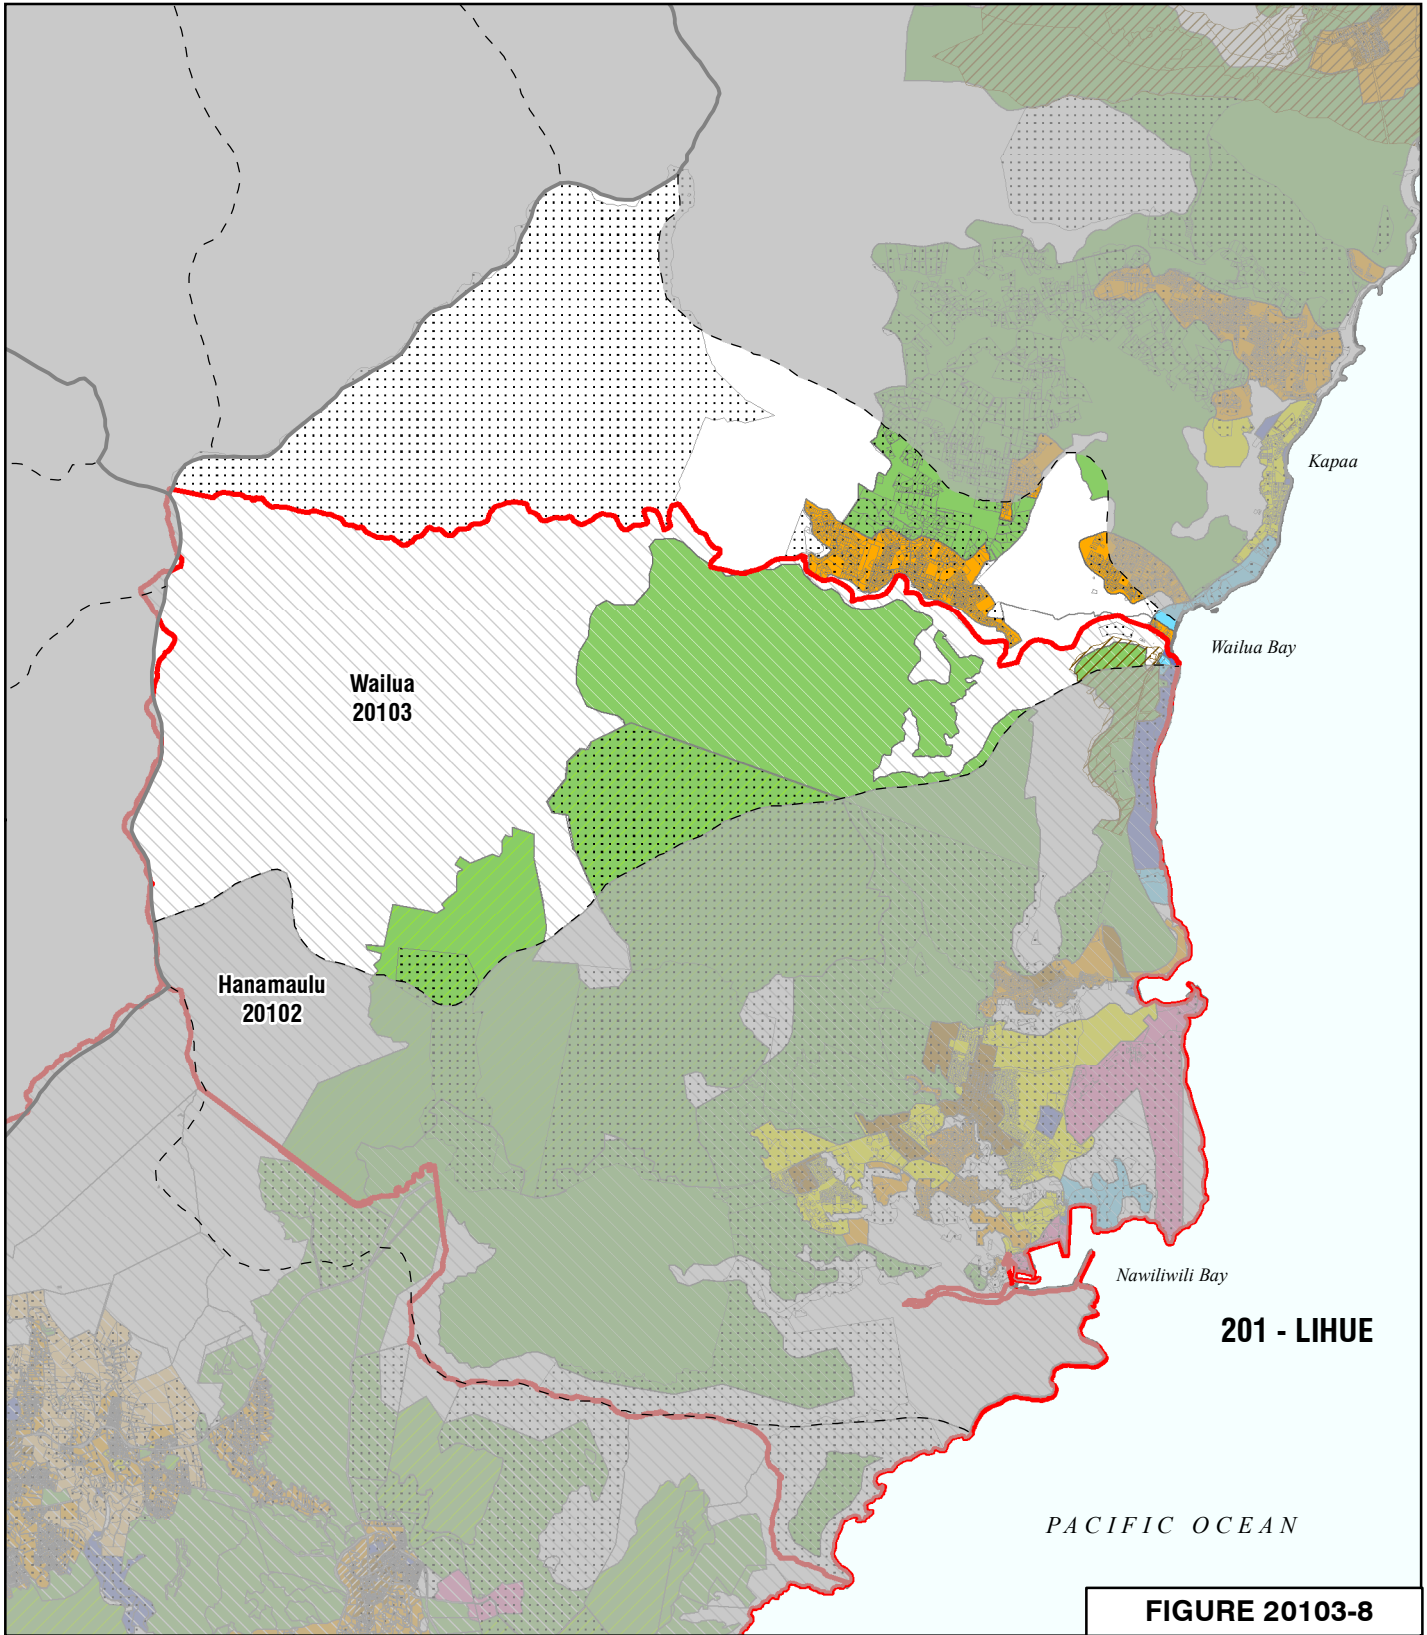 Kapaa
Wailua Bay
Wailua
20103
Hanamaulu
20102
Nawiliwili Bay
201 - LIHUE
PACIFIC OCEAN
FIGURE 20103-8